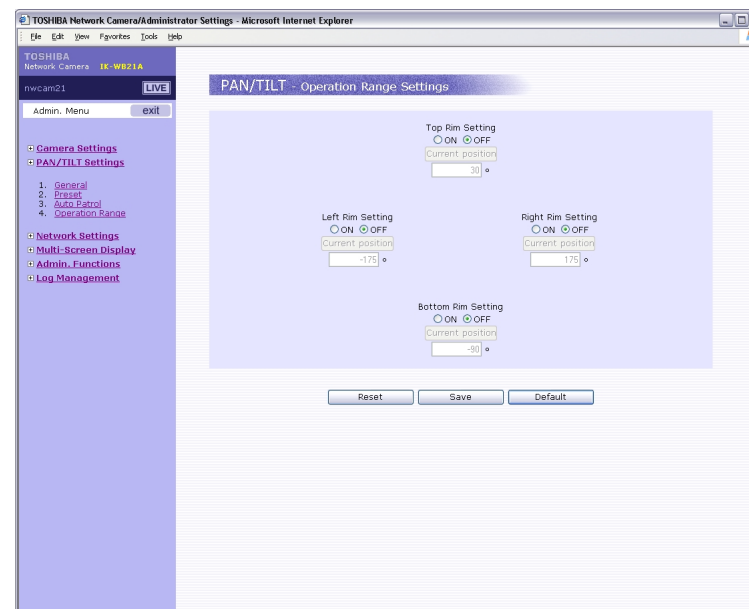 TOSHIBA Network Camera/Administrator Settings - Microsoft Internet Explorer
File Edit View Favorites Tools Help
TOSHIBA
Network Camera IK-WB21A
nwcam21 LIVE
Admin. Menu exit
PAN/TILT - Operation Range Settings
Camera Settings
PAN/TILT Settings
1. General
2. Preset
3. Auto Patrol
4. Operation Range
Network Settings
Multi-Screen Display
Admin. Functions
Log Management
Top Rim Setting
ON OFF
Current position
30 °
Left Rim Setting
ON OFF
Current position
-175 °
Right Rim Setting
ON OFF
Current position
175 °
Bottom Rim Setting
ON OFF
Current position
-90 °
Reset Save Default